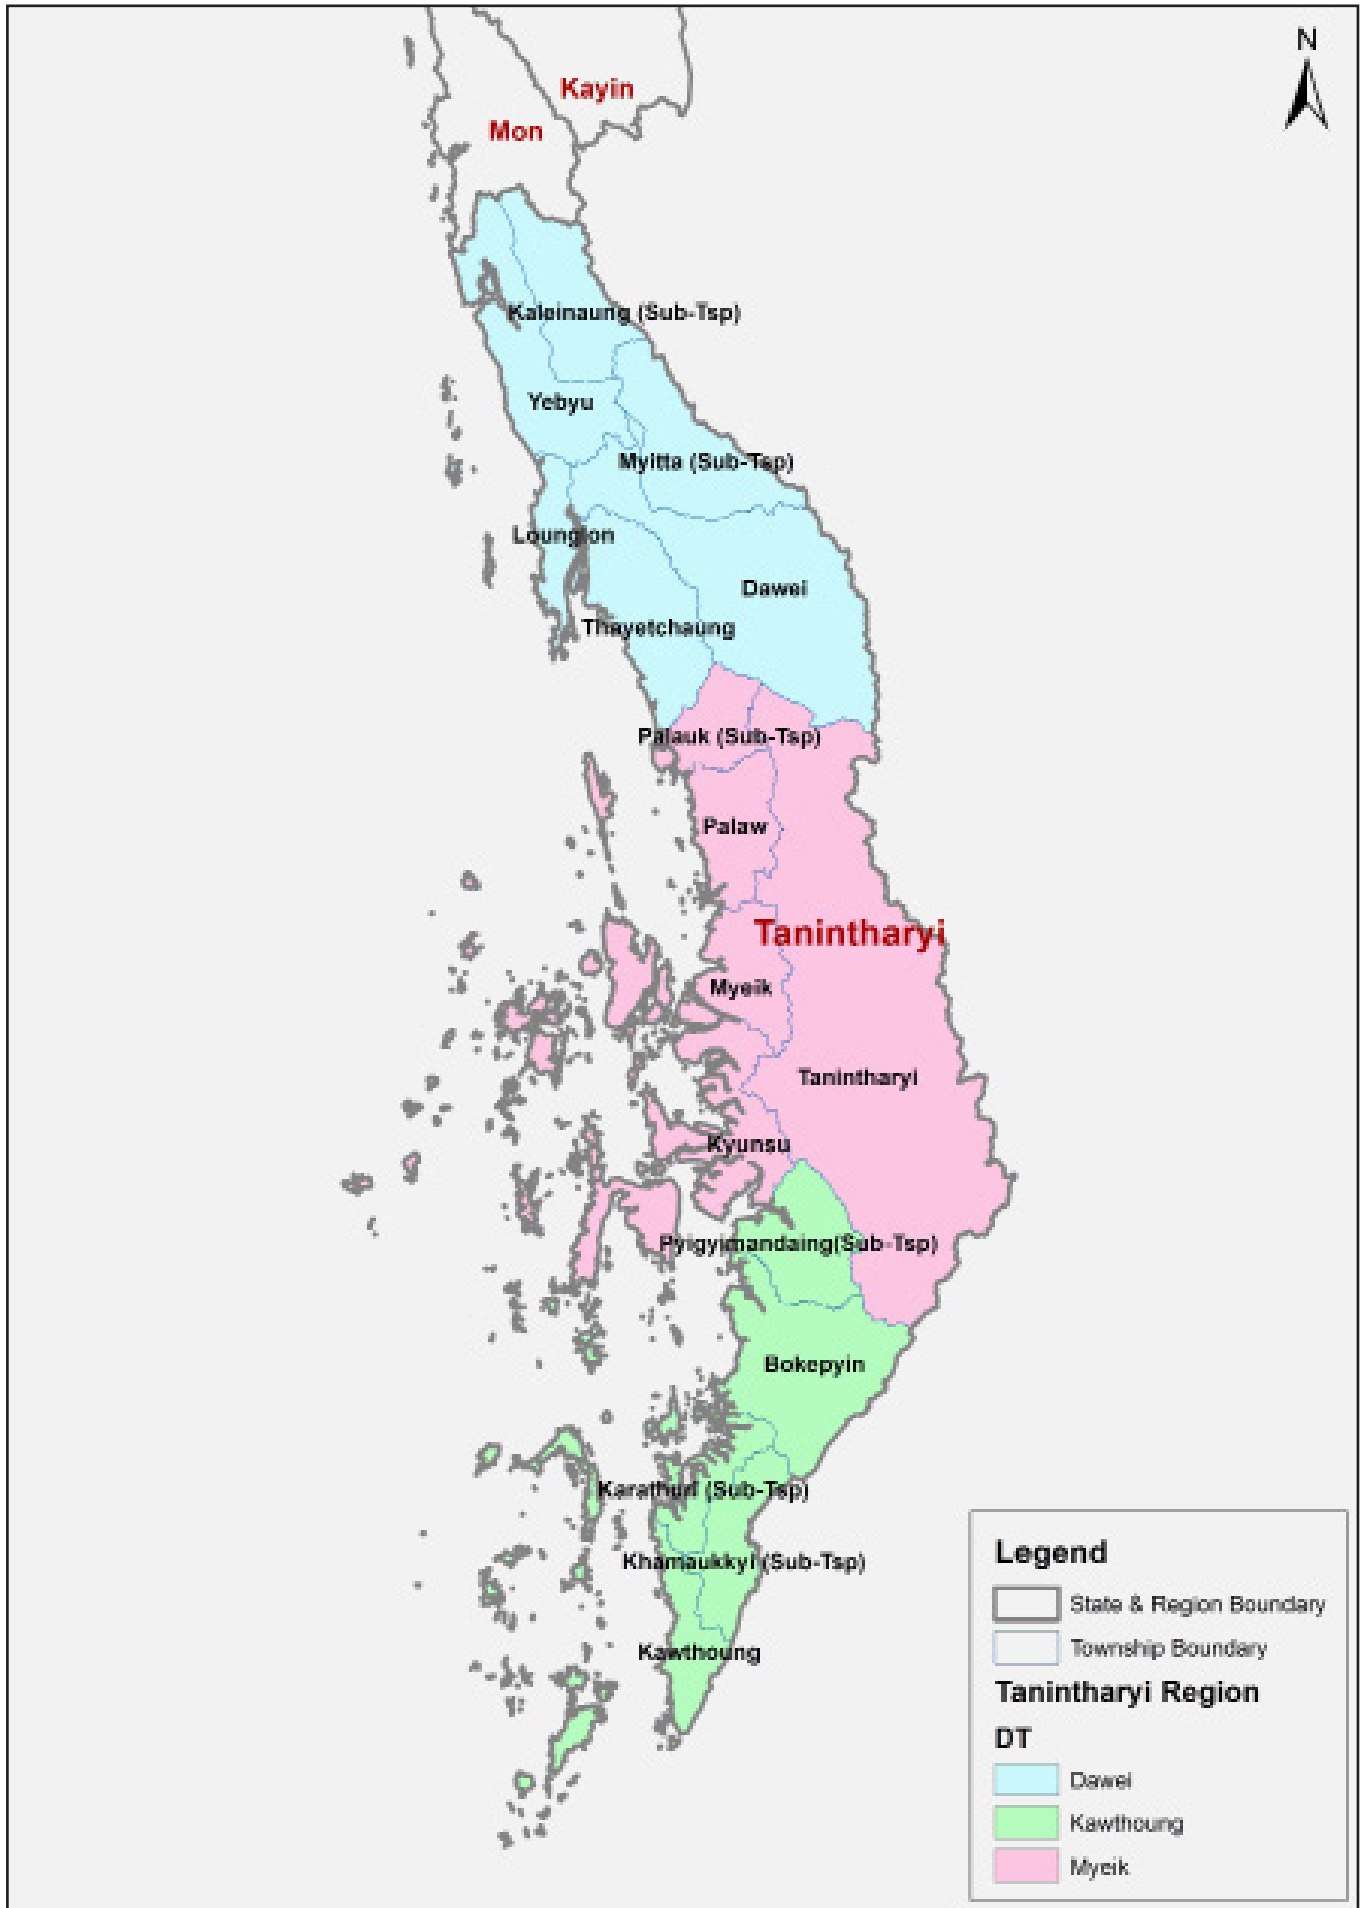 N
Kayin
Mon
Kaleinaung (Sub-Tsp)
Yebyu
Myitta (Sub-Tsp)
Launglon
Dawei
Thayetchaung
Palauk (Sub-Tsp)
Palaw
Tanintharyi
Myeik
Tanintharyi
Kyunsu
Pyigyimandaing(Sub-Tsp)
Bokepyin
Karathuri (Sub-Tsp)
Khamaukkyi (Sub-Tsp)
Kawthoung
Legend
State & Region Boundary
Township Boundary
Tanintharyi Region
DT
Dawei
Kawthoung
Myeik